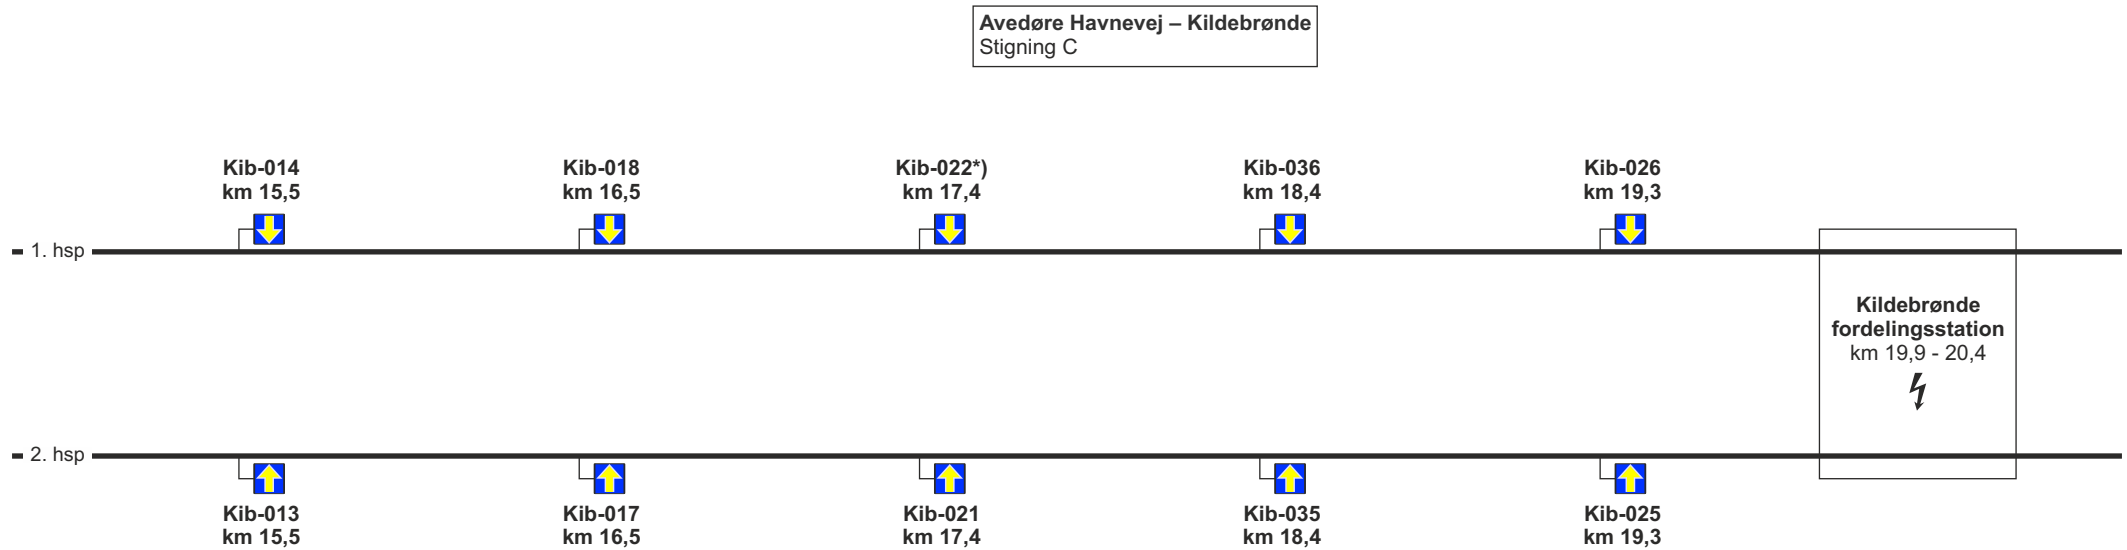 Avedøre Havnevej – Kildebrønde
Stigning C
Kib-014
km 15,5
Kib-018
km 16,5
Kib-022*)
km 17,4
Kib-036
km 18,4
Kib-026
km 19,3
1. hsp
Kildebrønde
fordelingsstation
km 19,9 - 20,4
2. hsp
Kib-013
km 15,5
Kib-017
km 16,5
Kib-021
km 17,4
Kib-035
km 18,4
Kib-025
km 19,3